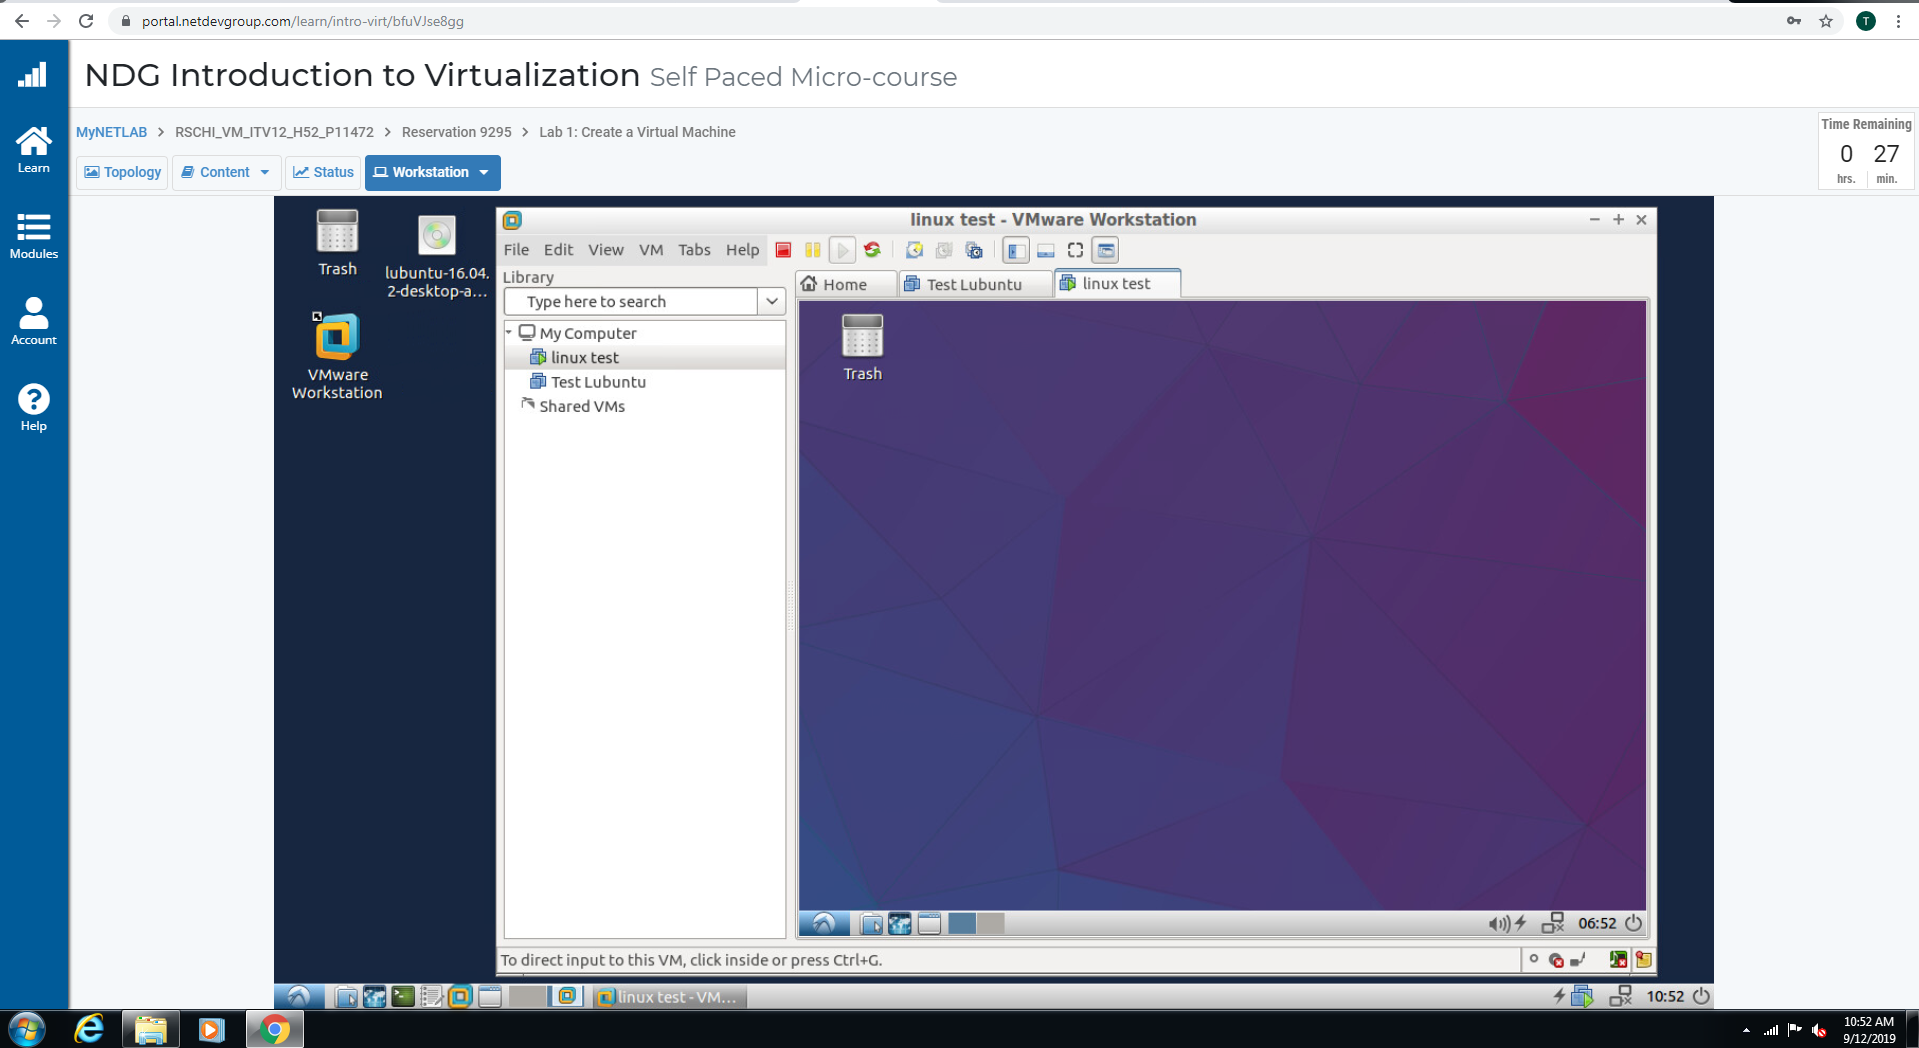 portal.netdevgroup.com/learn/intro-virt/bfuVJse8gg
T
NDG Introduction to Virtualization Self Paced Micro-course
MyNETLAB > RSCHI_VM_ITV12_H52_P11472 > Reservation 9295 > Lab 1: Create a Virtual Machine
Time Remaining
0 27
hrs. min.
Topology Content Status Workstation
Learn
Modules
Account
Help
Trash
lubuntu-16.04.
2-desktop-a...
VMware
Workstation
linux test - VMware Workstation
File Edit View VM Tabs Help
Library
Type here to search
My Computer
linux test
Test Lubuntu
Shared VMs
Home Test Lubuntu linux test
Trash
06:52
To direct input to this VM, click inside or press Ctrl+G.
linux test - VM...
10:52
10:52 AM
9/12/2019